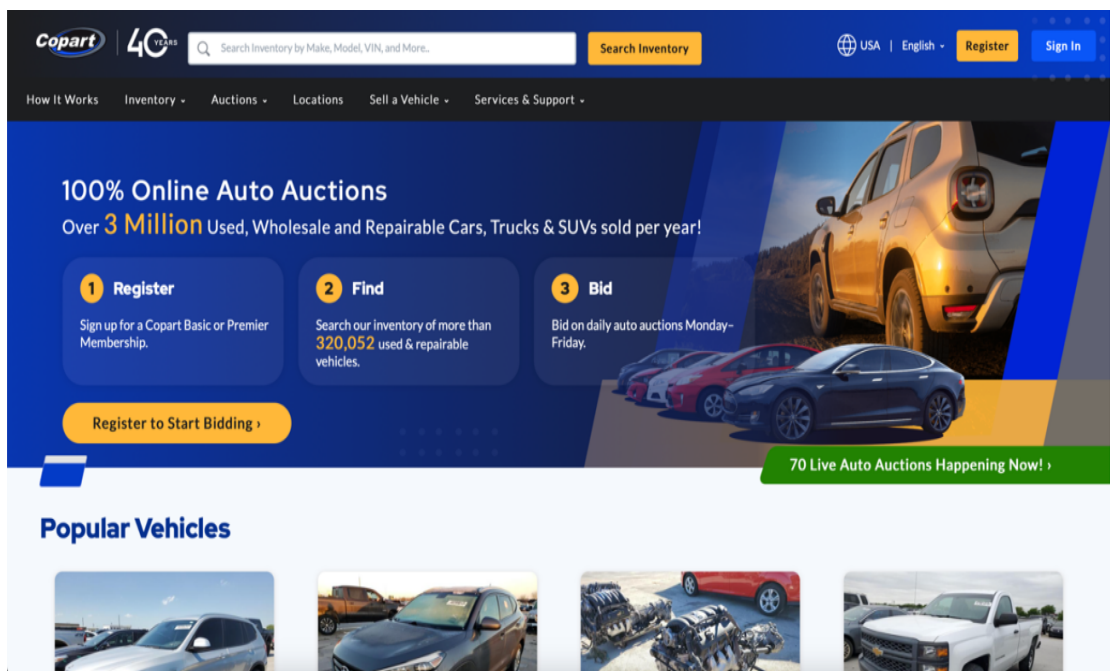 Copart
40 YEARS
Search Inventory by Make, Model, VIN, and More..
Search Inventory
USA | English
Register
Sign In
How It Works
Inventory
Auctions
Locations
Sell a Vehicle
Services & Support
100% Online Auto Auctions
Over 3 Million Used, Wholesale and Repairable Cars, Trucks & SUVs sold per year!
1 Register
Sign up for a Copart Basic or Premier
Membership.
2 Find
Search our inventory of more than
320,052 used & repairable
vehicles.
3 Bid
Bid on daily auto auctions Monday–
Friday.
Register to Start Bidding ›
70 Live Auto Auctions Happening Now! ›
Popular Vehicles